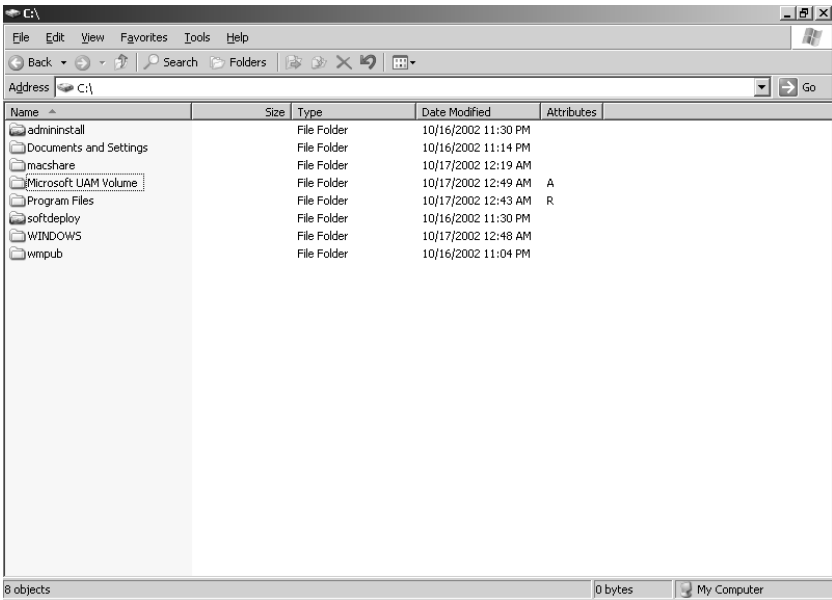 C:\
File Edit View Favorites Tools Help
Back Search Folders
Address C:\ Go
Name Size Type Date Modified Attributes
admininstall File Folder 10/16/2002 11:30 PM
Documents and Settings File Folder 10/16/2002 11:14 PM
macshare File Folder 10/17/2002 12:19 AM
Microsoft UAM Volume File Folder 10/17/2002 12:49 AM A
Program Files File Folder 10/17/2002 12:43 AM R
softdeploy File Folder 10/16/2002 11:30 PM
WINDOWS File Folder 10/17/2002 12:48 AM
wmpub File Folder 10/16/2002 11:04 PM
8 objects 0 bytes My Computer